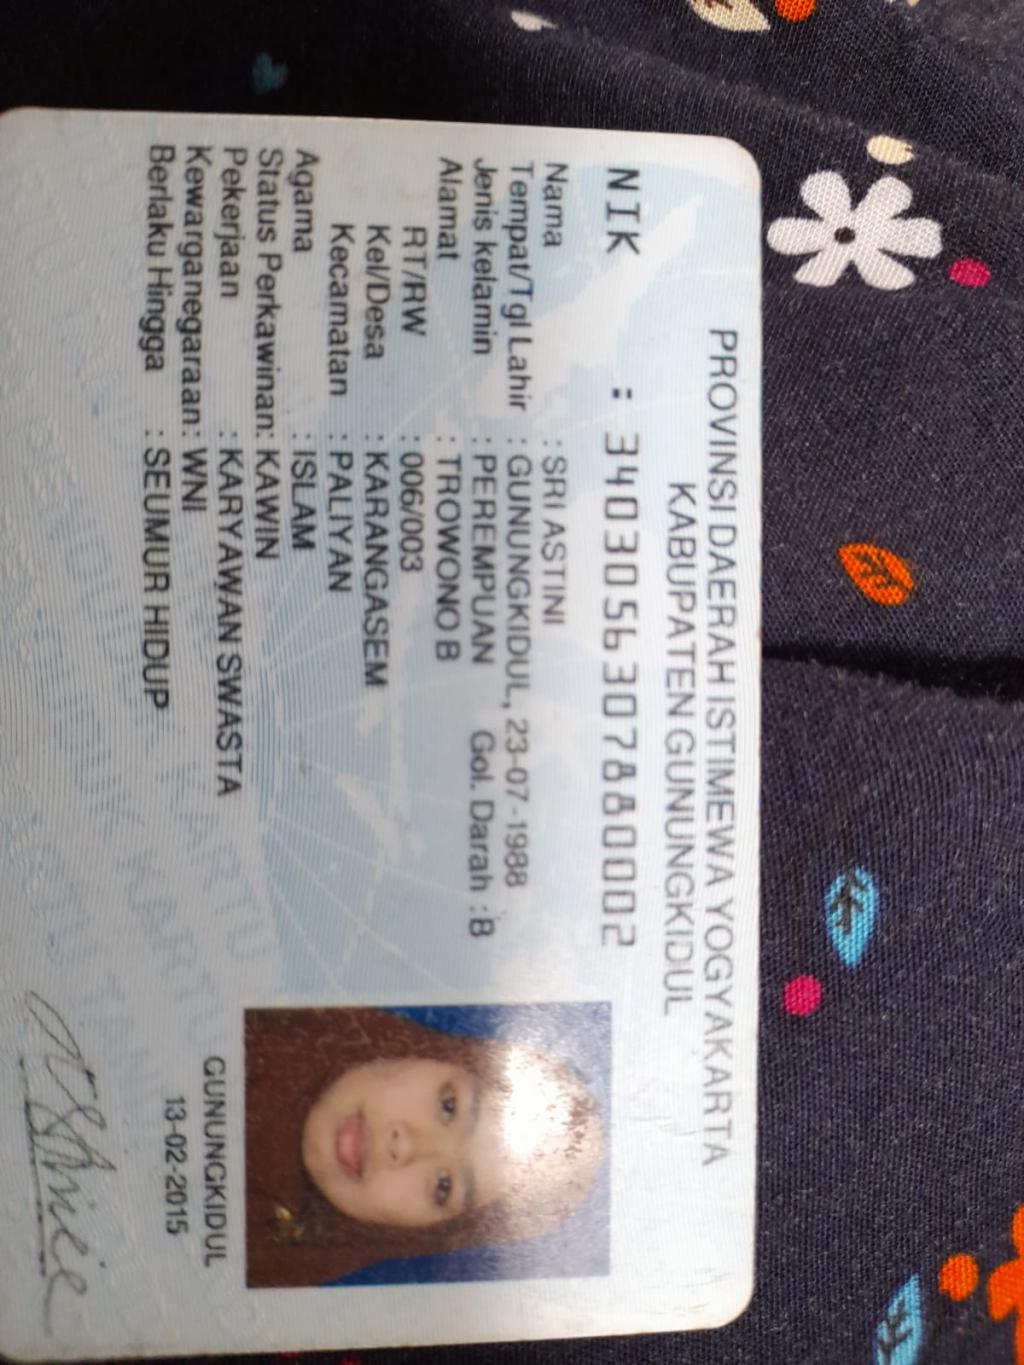 PROVINSI DAERAH ISTIMEWA YOGYAKARTA
KABUPATEN GUNUNGKIDUL
NIK : 3403056307880002
Nama : SRI ASTINI
Tempat/Tgl Lahir : GUNUNGKIDUL, 23-07-1988
Jenis kelamin : PEREMPUAN Gol. Darah : B
Alamat : TROWONO B
RT/RW : 006/003
Kel/Desa : KARANGASEM
Kecamatan : PALIYAN
Agama : ISLAM
Status Perkawinan: KAWIN
Pekerjaan : KARYAWAN SWASTA
Kewarganegaraan: WNI
Berlaku Hingga : SEUMUR HIDUP
GUNUNGKIDUL
13-02-2015